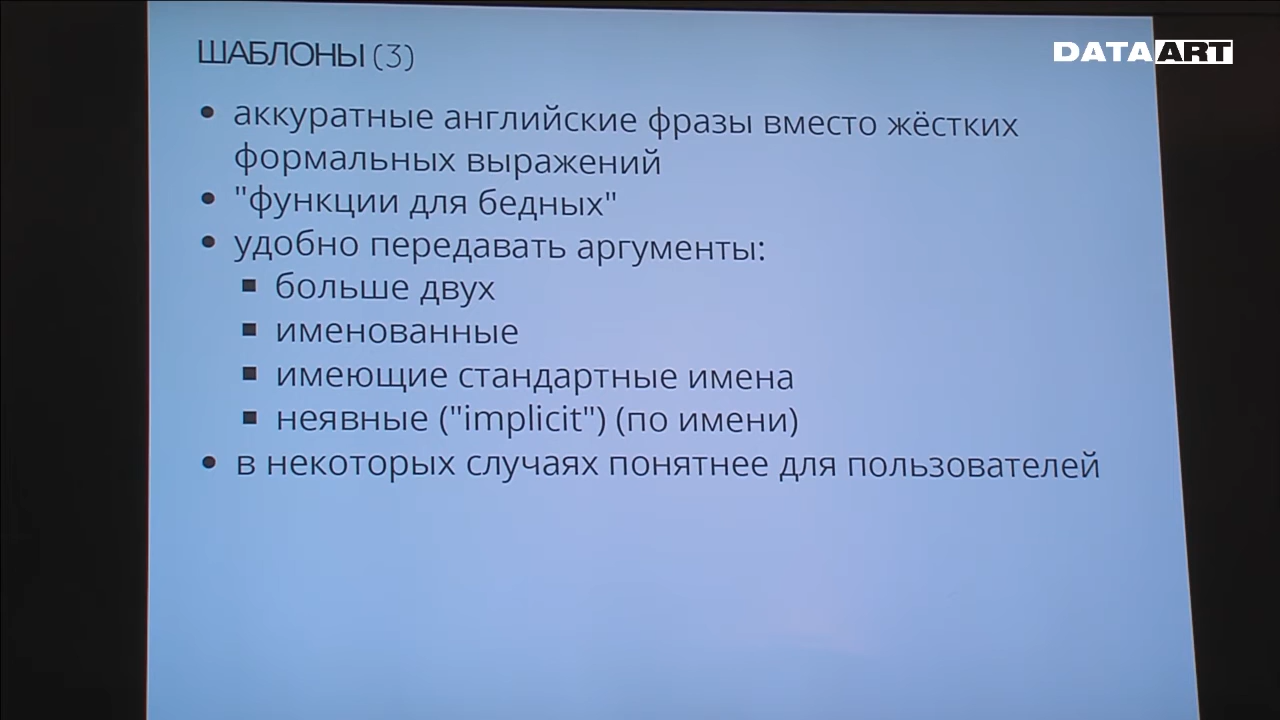 ШАБЛОНЫ (3)
DATAART
• аккуратные английские фразы вместо жёстких
формальных выражений
• "функции для бедных"
• удобно передавать аргументы:
▪ больше двух
▪ именованные
▪ имеющие стандартные имена
▪ неявные ("implicit") (по имени)
• в некоторых случаях понятнее для пользователей